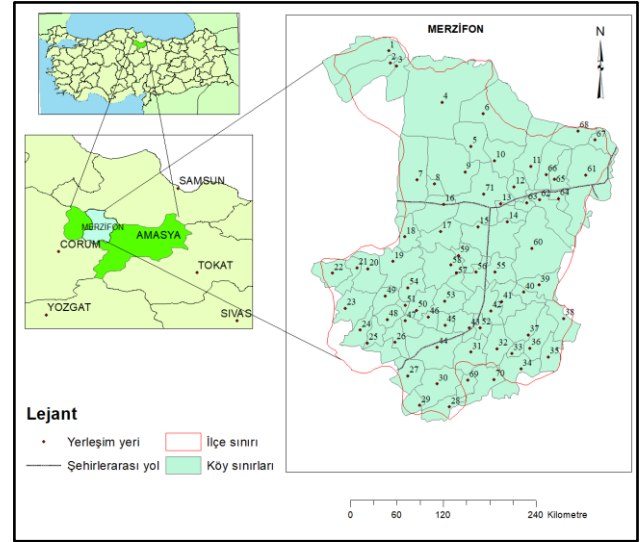 MERZİFON
N
1
2 3
4
6
68
67
5
10
11
66
65
61
9
7
8
12
71
13
63 62 64
16
14
15
17
18
60
59
58
57 56 55
19
21 20
22
54
49
39
40
23
51 50
53
41
42
38
48 47 46
45
43 52
24
37
25 26
44
31
32 33 36
35
34
27
30
69
70
29
28
SAMSUN
MERZİFON
AMASYA
ÇORUM
TOKAT
YOZGAT
SIVAS
Lejant
Yerleşim yeri
İlçe sınırı
Şehirlerarası yol
Köy sınırları
0 60 120 240 Kilometre